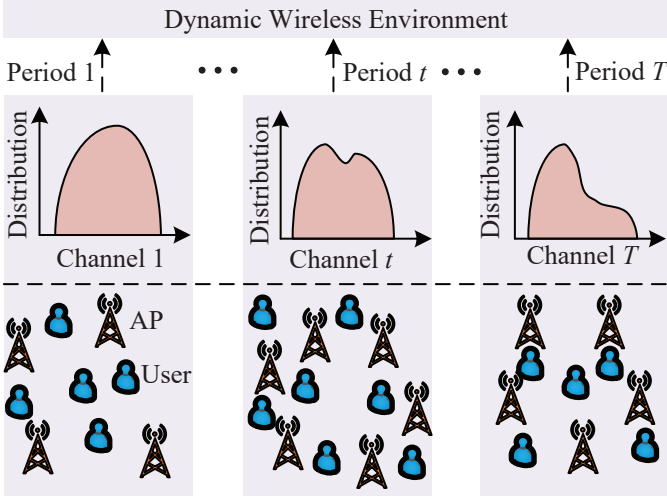 Dynamic Wireless Environment
Period 1
Period t
Period T
Distribution
Channel 1
Distribution
Channel t
Distribution
Channel T
AP
User